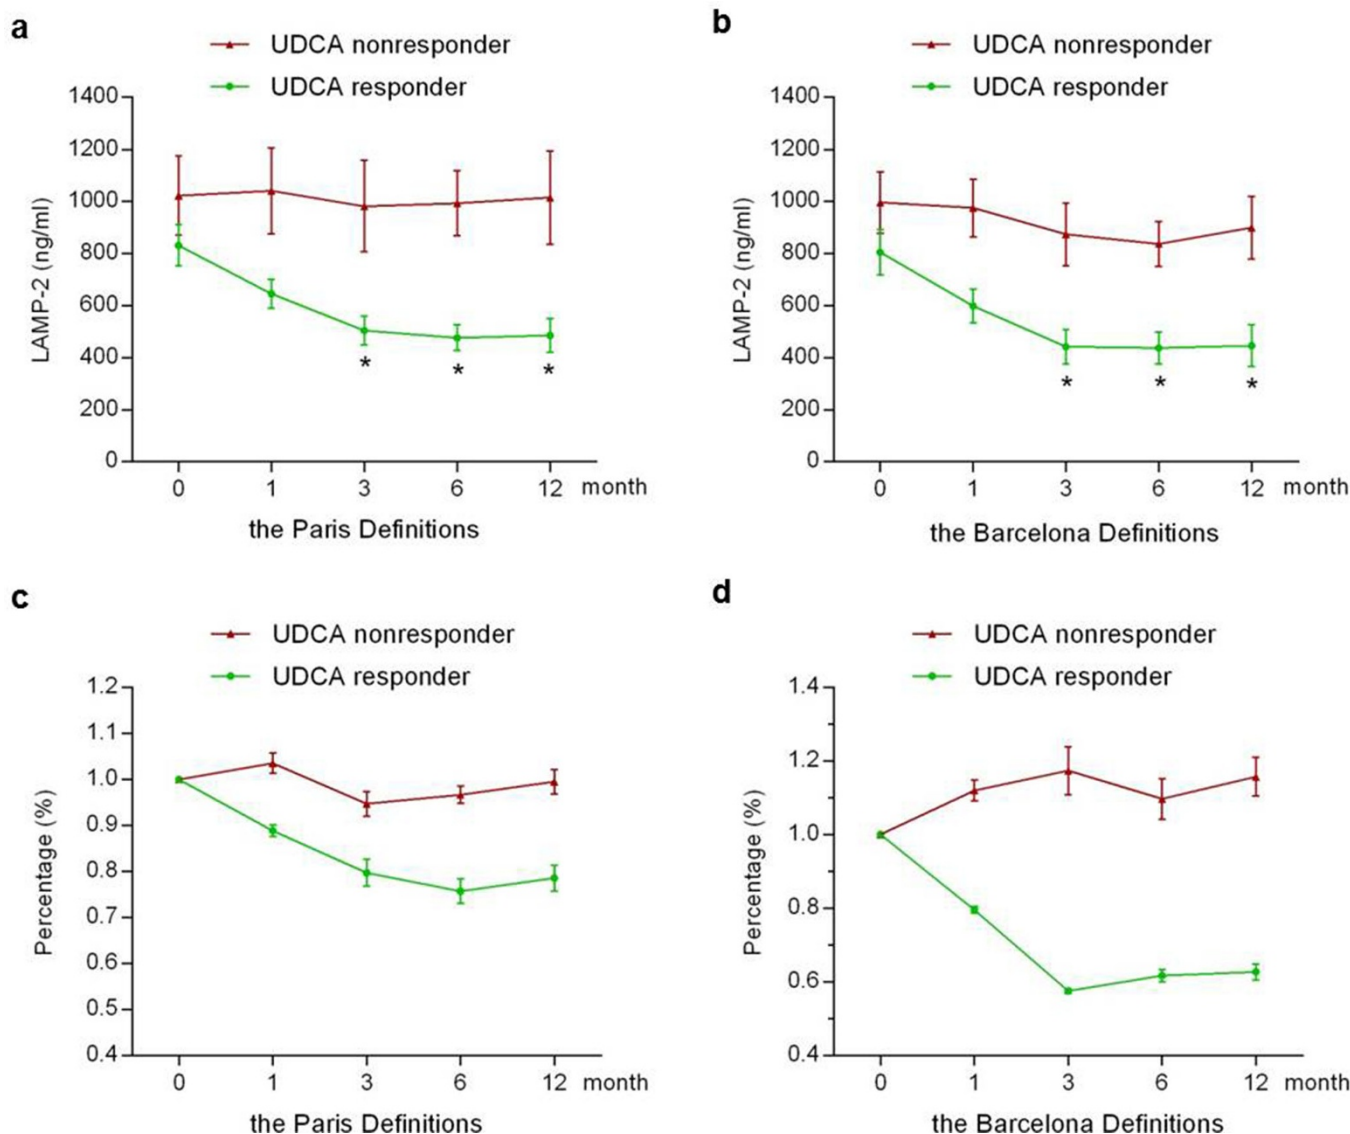 a
UDCA nonresponder
UDCA responder
1400
1200
1000
800
600
400
200
0
LAMP-2 (ng/ml)
* * *
0 1 3 6 12 month
the Paris Definitions
b
UDCA nonresponder
UDCA responder
1400
1200
1000
800
600
400
200
0
LAMP-2 (ng/ml)
* * *
0 1 3 6 12 month
the Barcelona Definitions
c
UDCA nonresponder
UDCA responder
1.2
1.1
1.0
0.9
0.8
0.7
0.6
0.5
0.4
Percentage (%)
0 1 3 6 12 month
the Paris Definitions
d
UDCA nonresponder
UDCA responder
1.4
1.2
1.0
0.8
0.6
0.4
Percentage (%)
0 1 3 6 12 month
the Barcelona Definitions